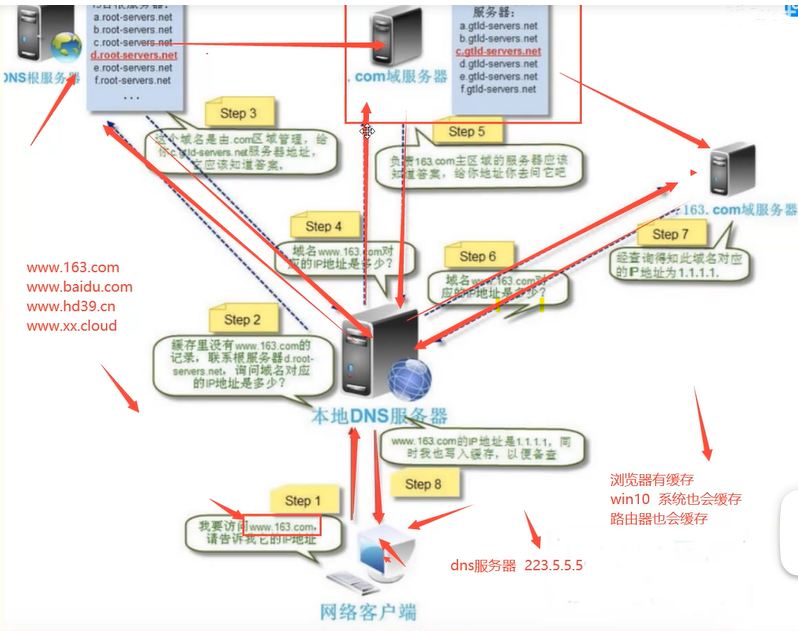 a.root-servers.net
b.root-servers.net
c.root-servers.net
d.root-servers.net
e.root-servers.net
f.root-servers.net
...
DNS根服务器
服务器：
a.gtld-servers.net
b.gtld-servers.net
c.gtld-servers.net
d.gtld-servers.net
e.gtld-servers.net
f.gtld-servers.net
.com域服务器
Step 3
这个域名是由.com区域管理，给
你c.gtld-servers.net服务器地址，
应该知道答案。
Step 5
负责163.com主区域的服务器应该
知道答案，给你地址你去问它吧
163.com域服务器
Step 4
域名www.163.com对
应的IP地址是多少？
Step 6
域名www.163.com对
应的IP地址是多少？
Step 7
经查询得知此域名对应
的IP地址为1.1.1.1.
www.163.com
www.baidu.com
www.hd39.cn
www.xx.cloud
Step 2
缓存里没有www.163.com的
记录，联系根服务器d.root-
servers.net，询问域名对应
的IP地址是多少？
本地DNS服务器
www.163.com的IP地址是1.1.1.1，同
时我也写入缓存，以便备查
Step 8
Step 1
我要访问www.163.com，
请告诉我它的IP地址
网络客户端
浏览器有缓存
win10 系统也会缓存
路由器也会缓存
dns服务器 223.5.5.5